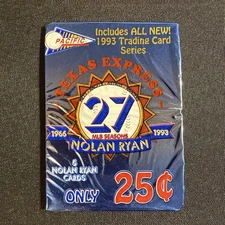 PACIFIC
Includes ALL NEW!
1993 Trading Card
Series
TEXAS EXPRESS
27
1966
MLB SEASONS
1993
NOLAN RYAN
6
NOLAN RYAN
CARDS
ONLY
25¢